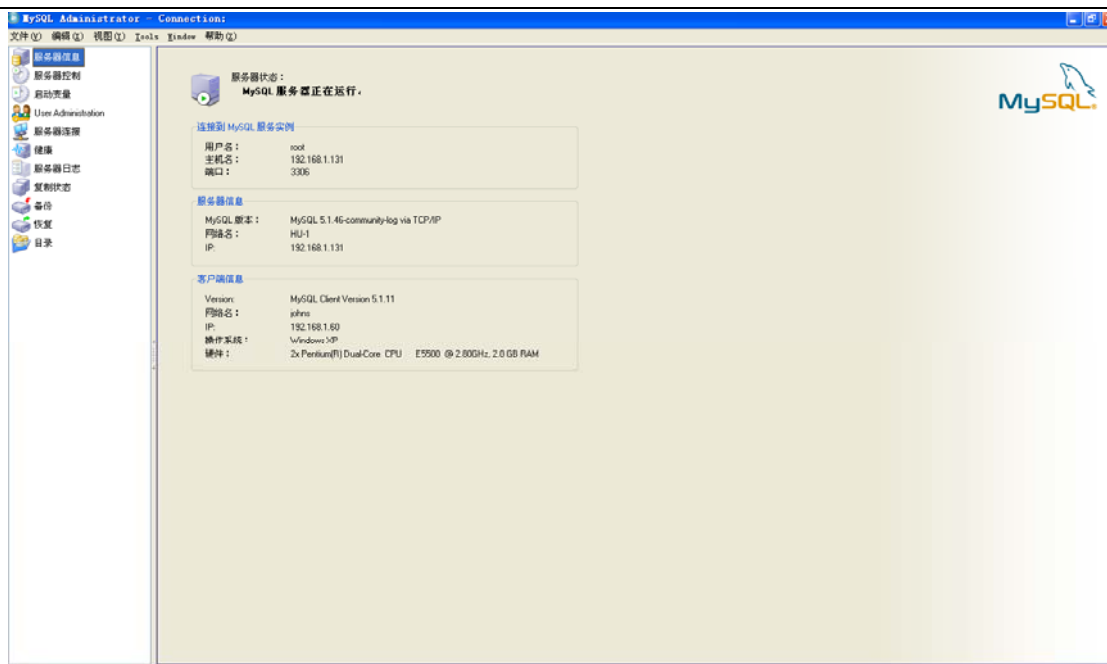 MySQL Administrator - Connection:
文件(F) 编辑(E) 视图(V) Tools Window 帮助(H)
服务器信息
服务器控制
启动变量
User Administration
服务器连接
健康
服务器日志
复制状态
备份
恢复
目录
服务器状态：
MySQL 服务器正在运行.
MySQL
连接到 MySQL 服务实例
用户名： root
主机名： 192.168.1.131
端口： 3306
服务器信息
MySQL 版本： MySQL 5.1.46-community-log via TCP/IP
网络名： HU-1
IP: 192.168.1.131
客户端信息
Version: MySQL Client Version 5.1.11
网络名： johns
IP: 192.168.1.60
操作系统： Windows XP
硬件： 2x Pentium(R) Dual-Core CPU E5500 @ 2.80GHz, 2.0 GB RAM